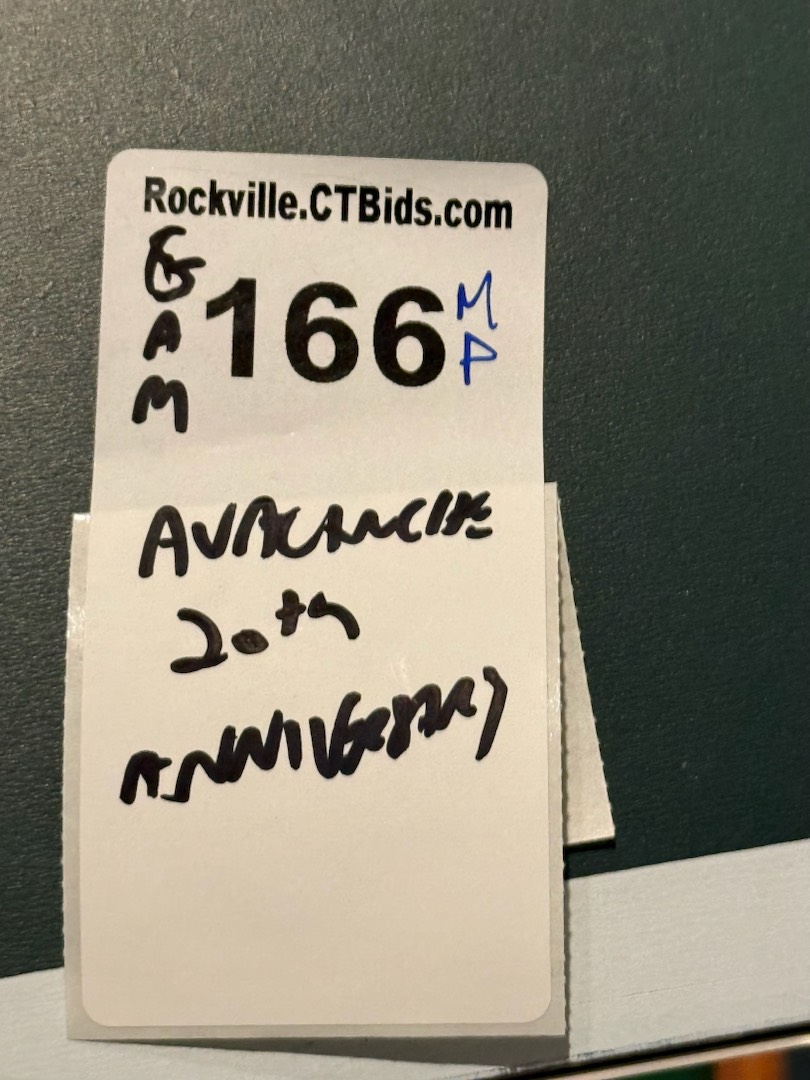 Rockville.CTBids.com
GAM
166
MP
AVALANCHE
20th
ANNIVERSARY